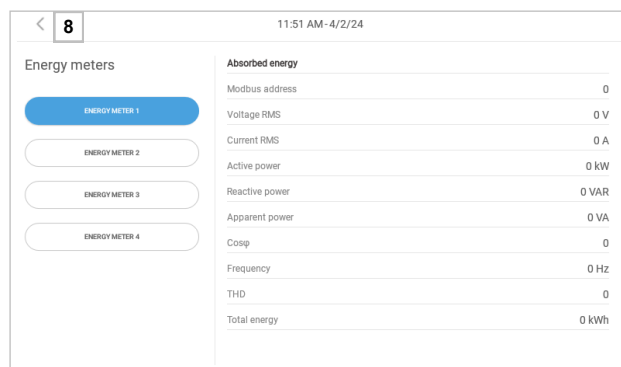 8
11:51 AM - 4/2/24
Energy meters
ENERGY METER 1
ENERGY METER 2
ENERGY METER 3
ENERGY METER 4
Absorbed energy
Modbus address 0
Voltage RMS 0 V
Current RMS 0 A
Active power 0 kW
Reactive power 0 VAR
Apparent power 0 VA
Cosφ 0
Frequency 0 Hz
THD 0
Total energy 0 kWh